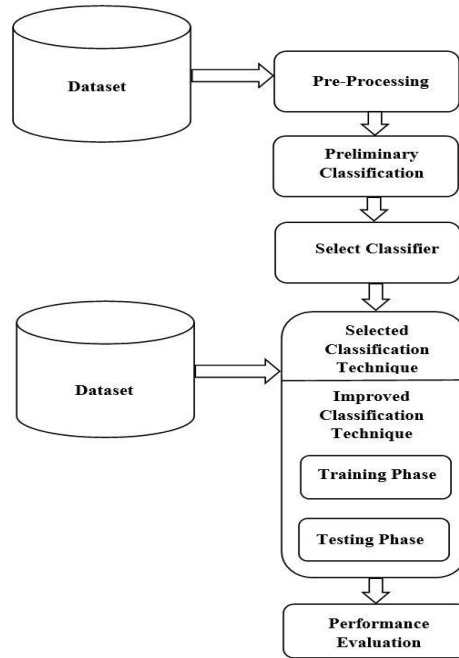 Dataset
Pre-Processing
Preliminary
Classification
Select Classifier
Dataset
Selected
Classification
Technique
Improved
Classification
Technique
Training Phase
Testing Phase
Performance
Evaluation